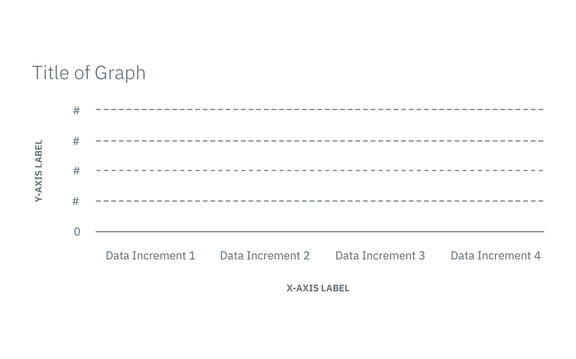 Title of Graph
#
#
Y-AXIS LABEL
#
#
0
Data Increment 1 Data Increment 2 Data Increment 3 Data Increment 4
X-AXIS LABEL